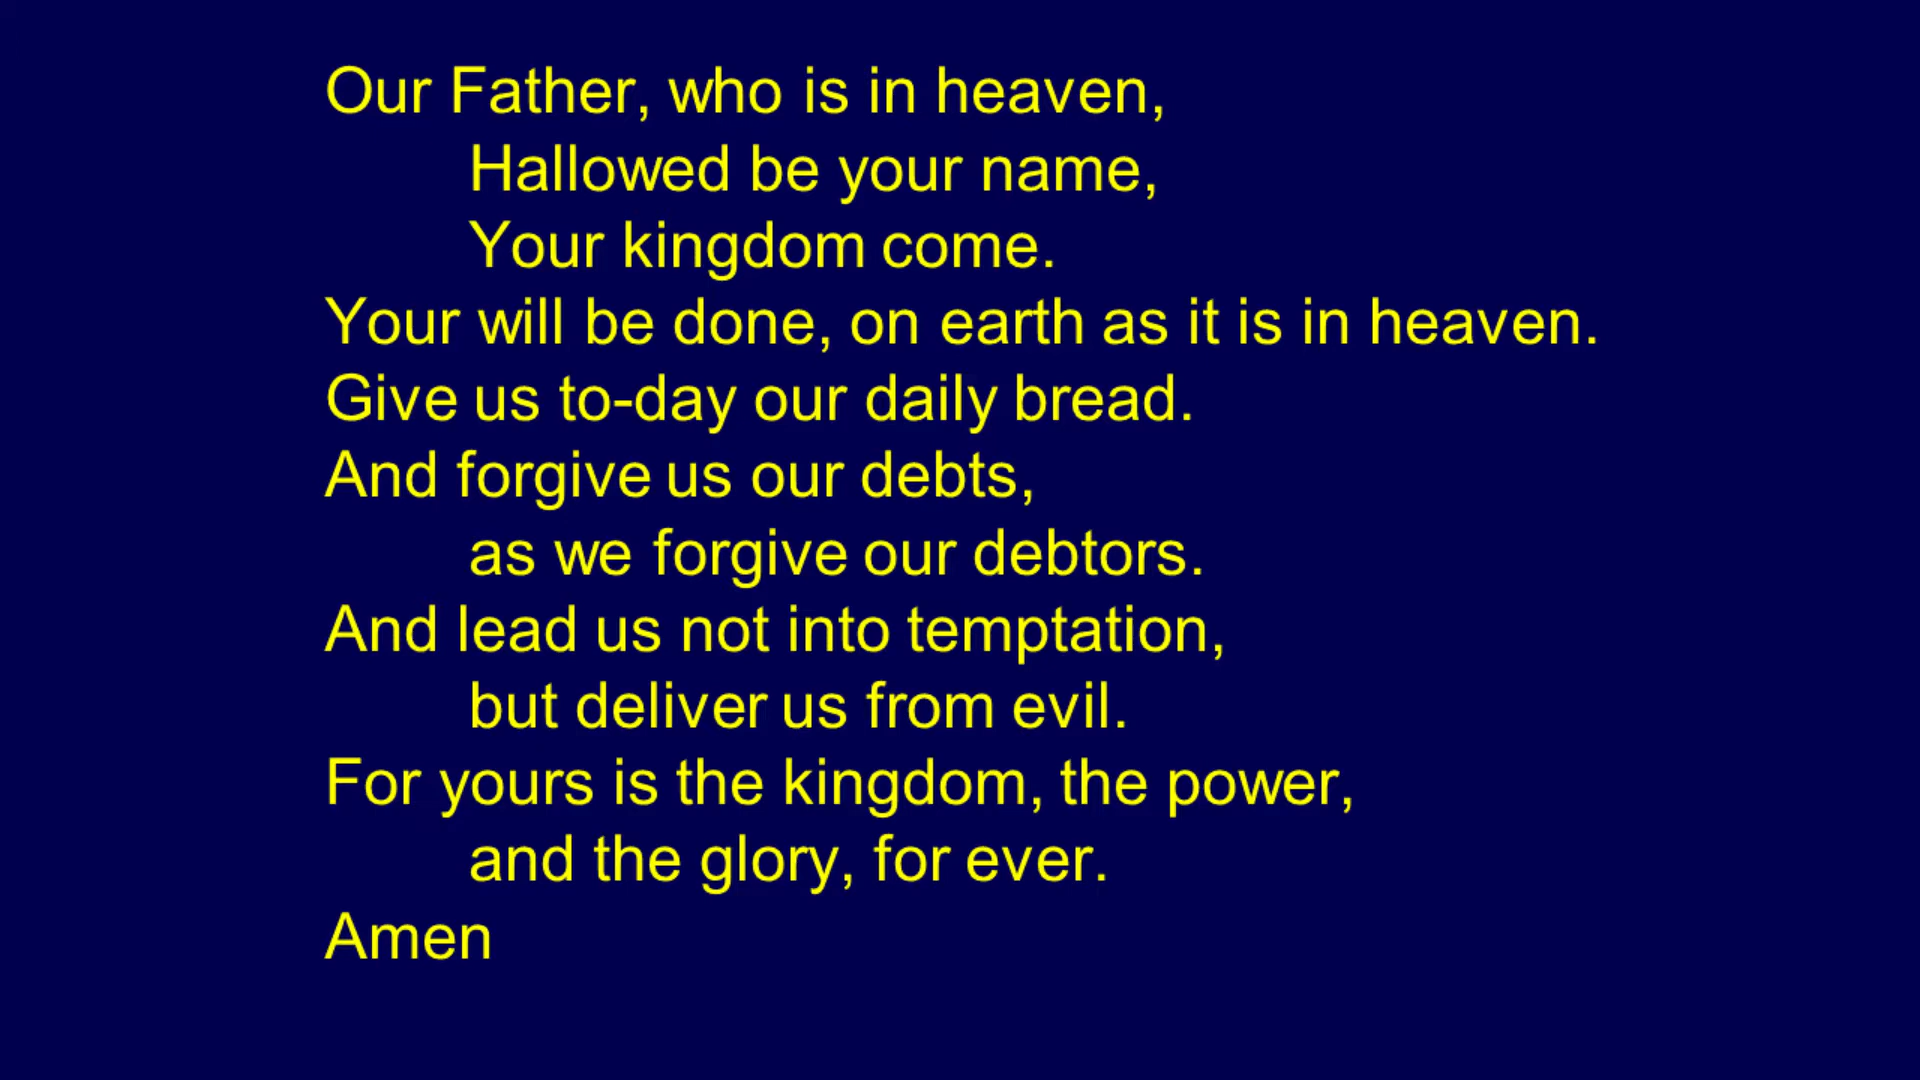 Our Father, who is in heaven,
Hallowed be your name,
Your kingdom come.
Your will be done, on earth as it is in heaven.
Give us to-day our daily bread.
And forgive us our debts,
as we forgive our debtors.
And lead us not into temptation,
but deliver us from evil.
For yours is the kingdom, the power,
and the glory, for ever.
Amen